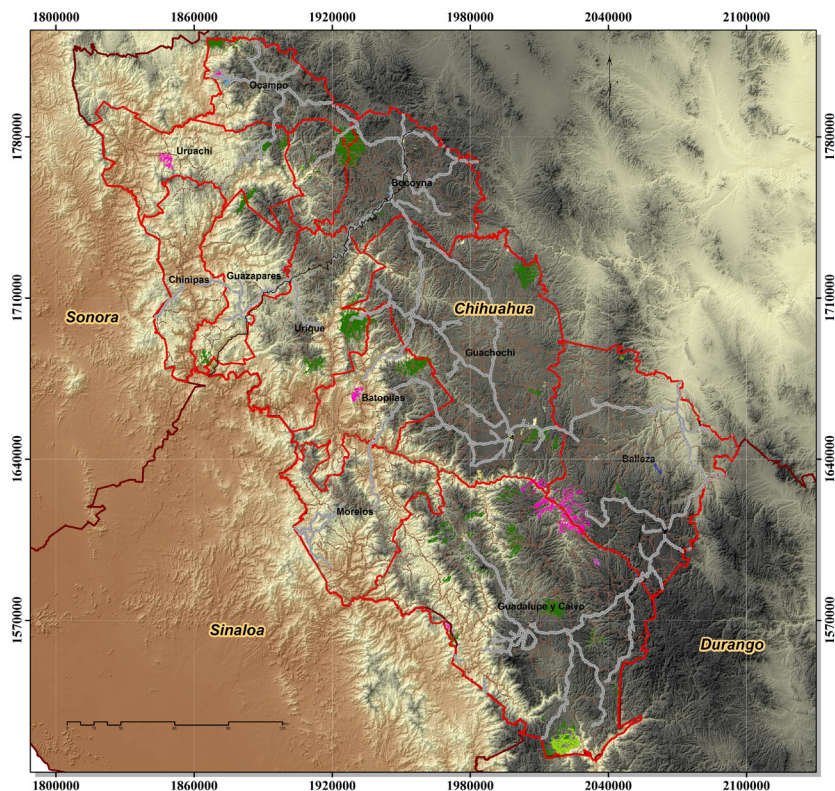 1800000 1860000 1920000 1980000 2040000 2100000
Ocampo
1780000 1780000
Uruachi
Bocoyna
Chinipas
Guazapares
1710000 1710000
Sonora
Chihuahua
Urique
Guachochi
Batopilas
1640000 1640000
Balleza
Morelos
Guadalupe y Calvo
1570000 1570000
Sinaloa
Durango
1800000 1860000 1920000 1980000 2040000 2100000